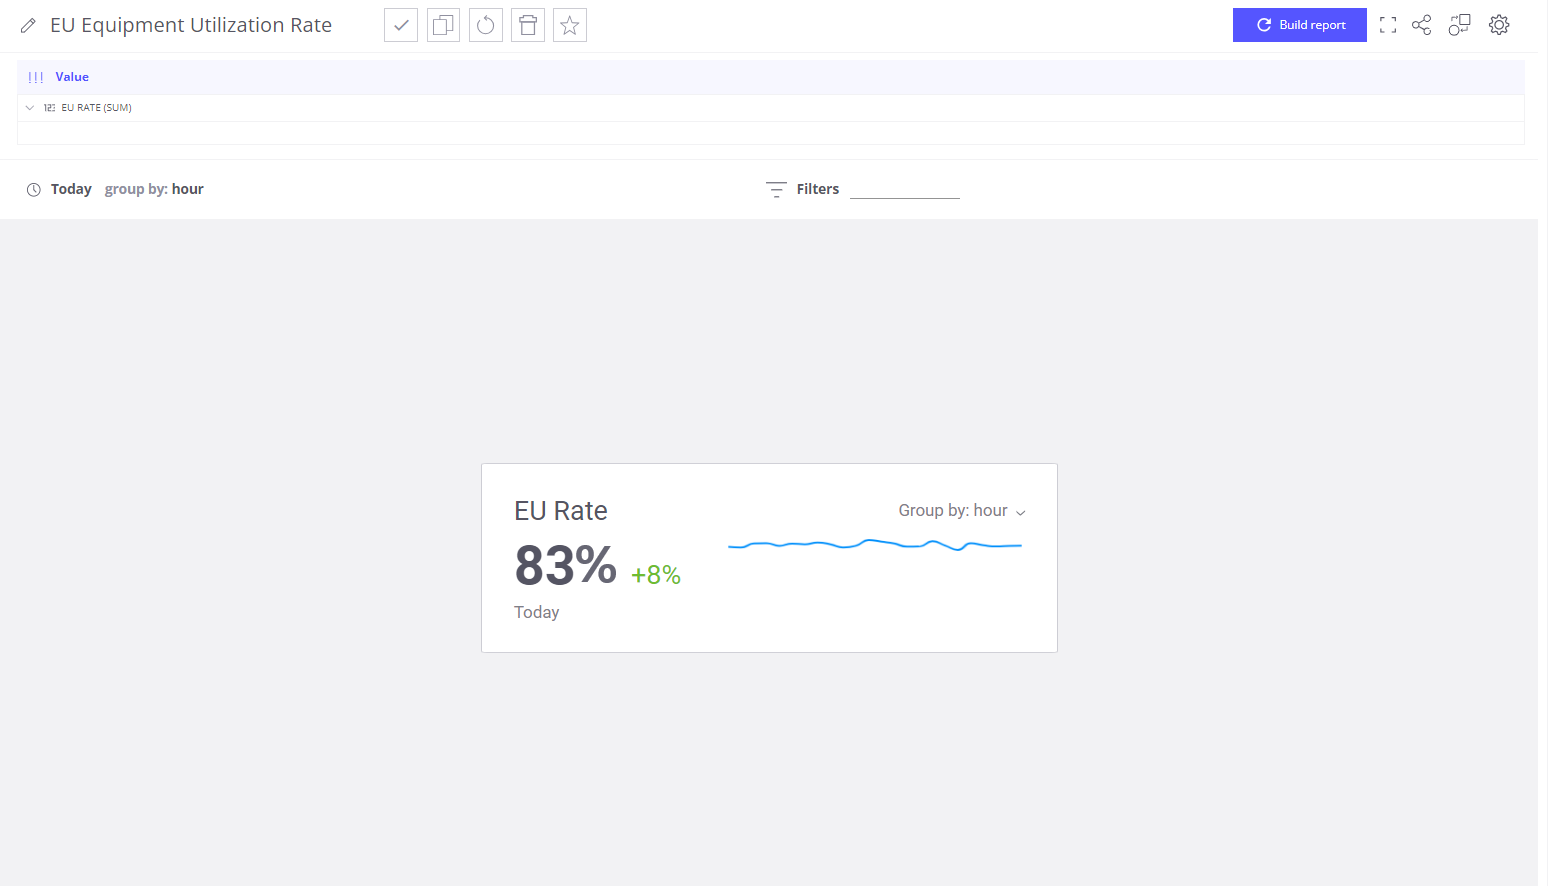 EU Equipment Utilization Rate
Build report
Value
123 EU RATE (SUM)
Today group by: hour
Filters
EU Rate
Group by: hour
83% +8%
Today